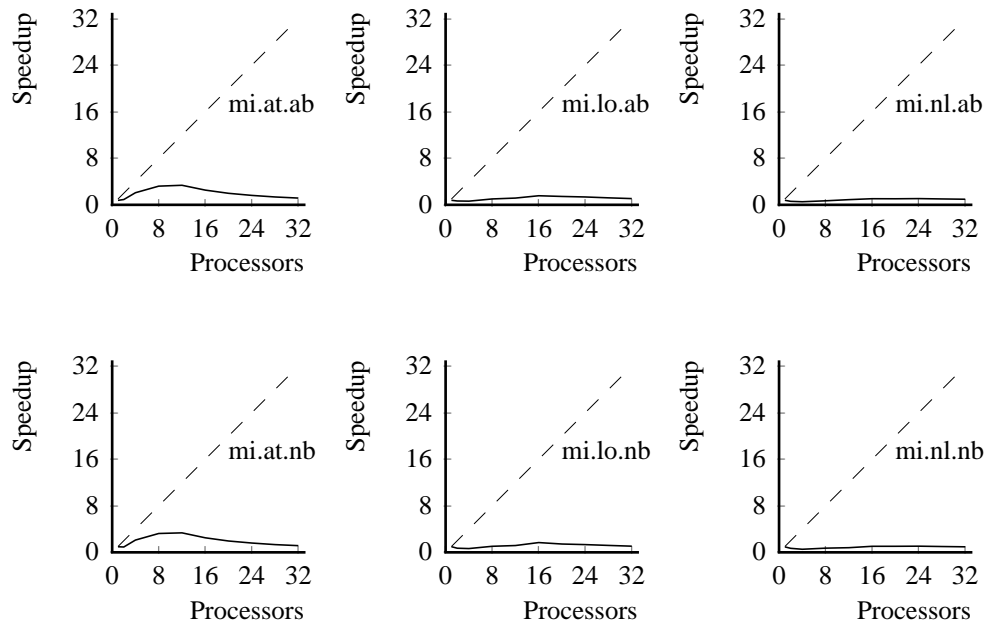 32
24
16
8
0
Speedup
mi.at.ab
0 8 16 24 32
Processors
32
24
16
8
0
Speedup
mi.lo.ab
0 8 16 24 32
Processors
32
24
16
8
0
Speedup
mi.nl.ab
0 8 16 24 32
Processors
32
24
16
8
0
Speedup
mi.at.nb
0 8 16 24 32
Processors
32
24
16
8
0
Speedup
mi.lo.nb
0 8 16 24 32
Processors
32
24
16
8
0
Speedup
mi.nl.nb
0 8 16 24 32
Processors